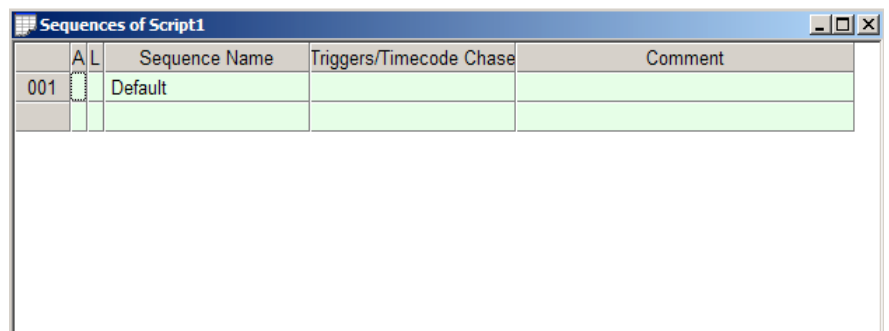 Sequences of Script1
A L Sequence Name Triggers/Timecode Chase Comment
001 Default